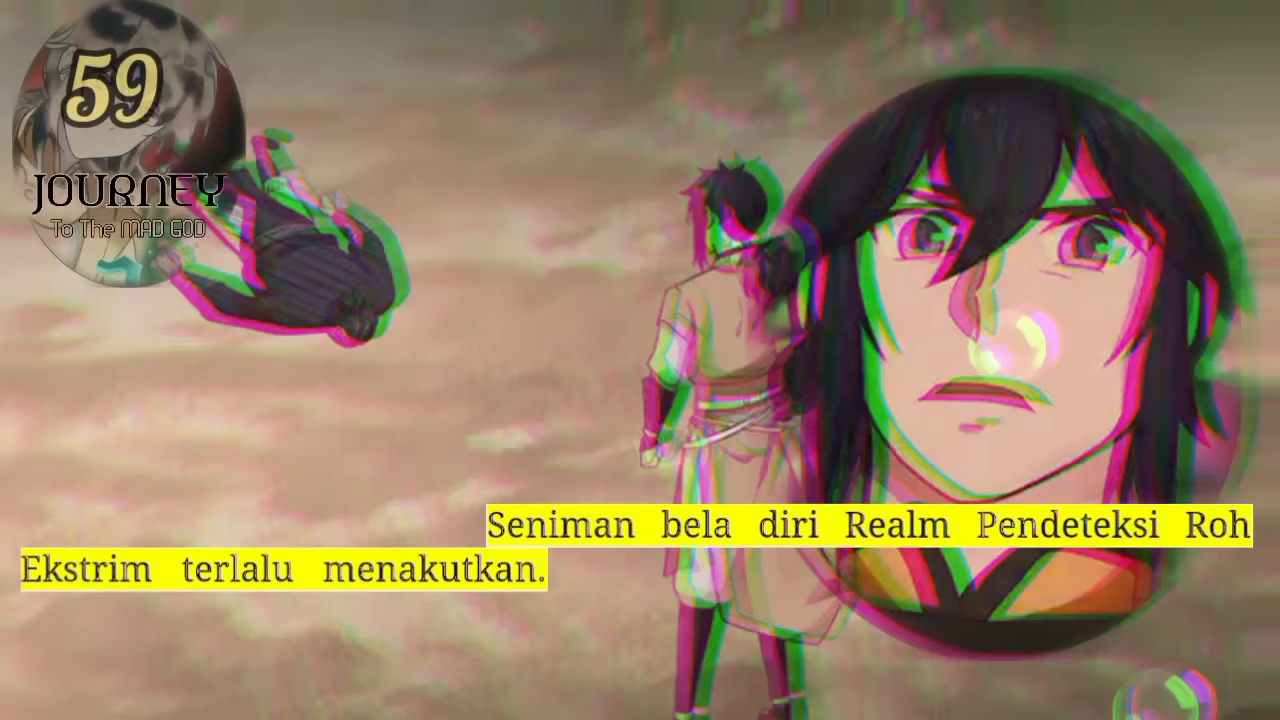 59
JOURNEY
To The MAD GOD
Seniman bela diri Realm Pendeteksi Roh
Ekstrim terlalu menakutkan.